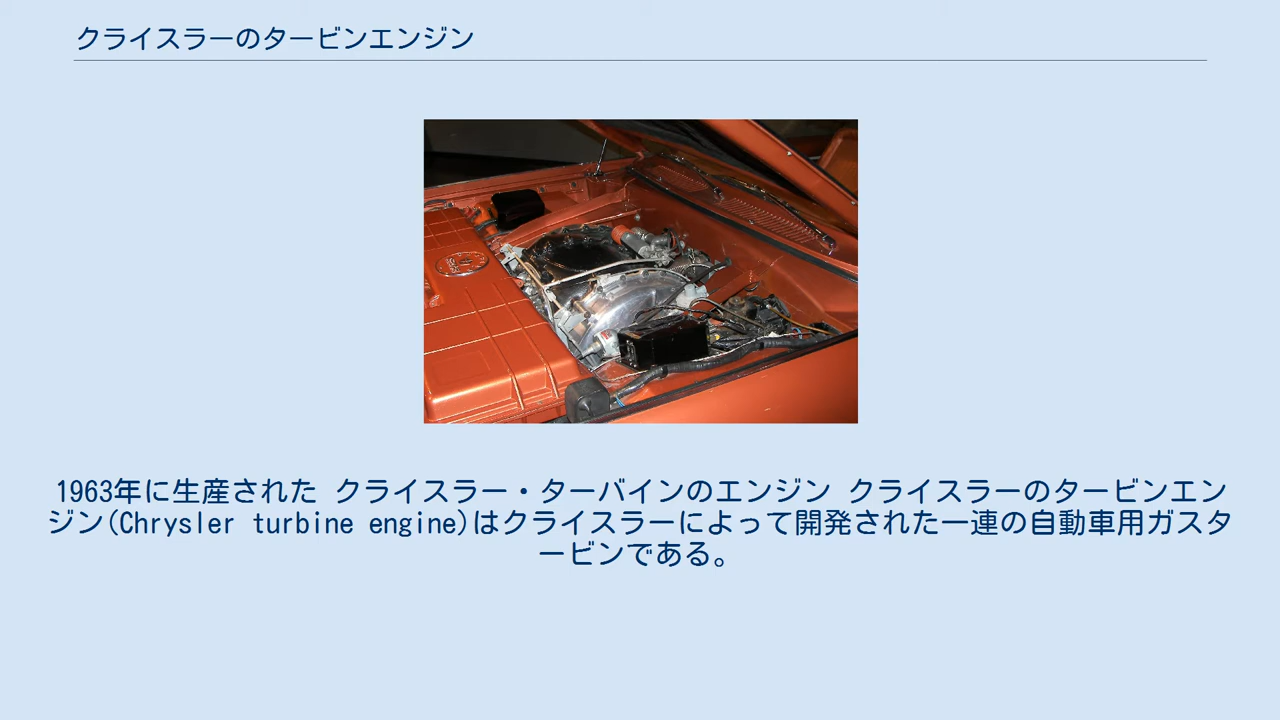 クライスラーのタービンエンジン
1963年に生産された クライスラー・ターバインのエンジン クライスラーのタービンエン
ジン(Chrysler turbine engine)はクライスラーによって開発された一連の自動車用ガスタ
ービンである。